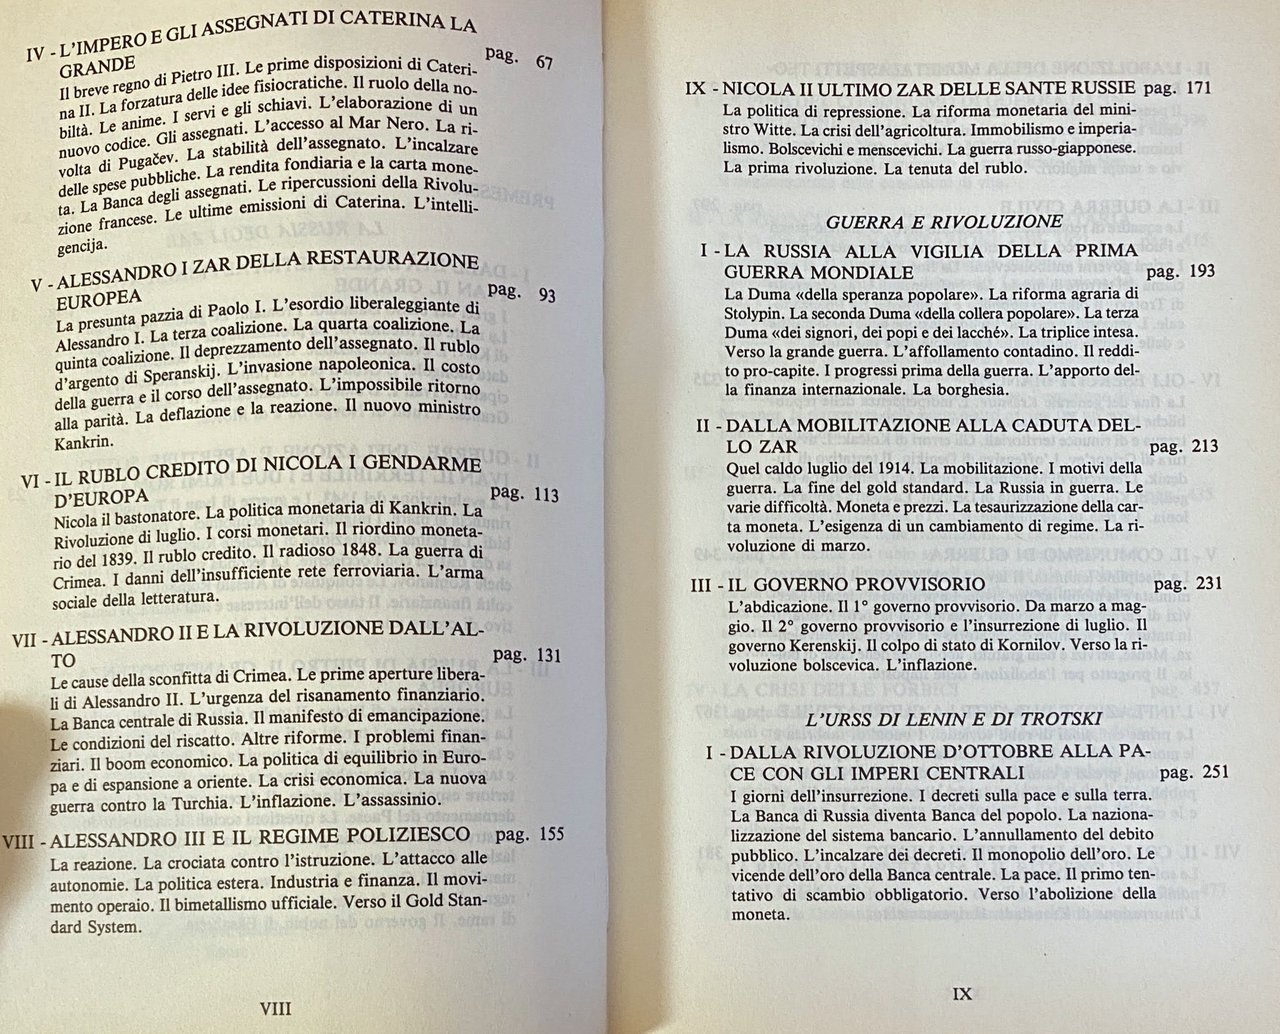 IV - L'IMPERO E GLI ASSEGNATI DI CATERINA LA
GRANDE pag. 67
Il breve regno di Pietro III. Le prime disposizioni di Cateri-
na II. La forzatura delle idee fisiocratiche. Il ruolo della no-
biltà. Le anime. I servi e gli schiavi. L'elaborazione di un
nuovo codice. Gli assegnati. L'accesso al Mar Nero. La ri-
volta di Pugačev. La stabilità dell'assegnato. L'incalzare
delle spese pubbliche. La rendita fondiaria e la carta mone-
ta. La Banca degli assegnati. Le ripercussioni della Rivolu-
zione francese. Le ultime emissioni di Caterina. L'intelli-
gencija.
V - ALESSANDRO I ZAR DELLA RESTAURAZIONE
EUROPEA pag. 93
La presunta pazzia di Paolo I. L'esordio liberaleggiante di
Alessandro I. La terza coalizione. La quarta coalizione. La
quinta coalizione. Il deprezzamento dell'assegnato. Il rublo
d'argento di Speranskij. L'invasione napoleonica. Il costo
della guerra e il corso dell'assegnato. L'impossibile ritorno
alla parità. La deflazione e la reazione. Il nuovo ministro
Kankrin.
VI - IL RUBLO CREDITO DI NICOLA I GENDARME
D'EUROPA pag. 113
Nicola il bastonatore. La politica monetaria di Kankrin. La
Rivoluzione di luglio. I corsi monetari. Il riordino moneta-
rio del 1839. Il rublo credito. Il radioso 1848. La guerra di
Crimea. I danni dell'insufficiente rete ferroviaria. L'arma
sociale della letteratura.
VII - ALESSANDRO II E LA RIVOLUZIONE DALL'AL-
TO pag. 131
Le cause della sconfitta di Crimea. Le prime aperture libera-
li di Alessandro II. L'urgenza del risanamento finanziario.
La Banca centrale di Russia. Il manifesto di emancipazione.
Le condizioni del riscatto. Altre riforme. I problemi finan-
ziari. Il boom economico. La politica di equilibrio in Euro-
pa e di espansione a oriente. La crisi economica. La nuova
guerra contro la Turchia. L'inflazione. L'assassinio.
VIII - ALESSANDRO III E IL REGIME POLIZIESCO pag. 155
La reazione. La crociata contro l'istruzione. L'attacco alle
autonomie. La politica estera. Industria e finanza. Il movi-
mento operaio. Il bimetallismo ufficiale. Verso il Gold Stan-
dard System.
VIII
IX - NICOLA II ULTIMO ZAR DELLE SANTE RUSSIE pag. 171
La politica di repressione. La riforma monetaria del mini-
stro Witte. La crisi dell'agricoltura. Immobilismo e imperia-
lismo. Bolscevichi e menscevichi. La guerra russo-giapponese.
La prima rivoluzione. La tenuta del rublo.
GUERRA E RIVOLUZIONE
I - LA RUSSIA ALLA VIGILIA DELLA PRIMA
GUERRA MONDIALE pag. 193
La Duma «della speranza popolare». La riforma agraria di
Stolypin. La seconda Duma «della collera popolare». La terza
Duma «dei signori, dei popi e dei lacchè». La triplice intesa.
Verso la grande guerra. L'affollamento contadino. Il reddi-
to pro-capite. I progressi prima della guerra. L'apporto del-
la finanza internazionale. La borghesia.
II - DALLA MOBILITAZIONE ALLA CADUTA DEL-
LO ZAR pag. 213
Quel caldo luglio del 1914. La mobilitazione. I motivi della
guerra. La fine del gold standard. La Russia in guerra. Le
varie difficoltà. Moneta e prezzi. La tesaurizzazione della car-
ta moneta. L'esigenza di un cambiamento di regime. La ri-
voluzione di marzo.
III - IL GOVERNO PROVVISORIO pag. 231
L'abdicazione. Il 1° governo provvisorio. Da marzo a mag-
gio. Il 2° governo provvisorio e l'insurrezione di luglio. Il
governo Kerenskij. Il colpo di stato di Kornilov. Verso la ri-
voluzione bolscevica. L'inflazione.
L'URSS DI LENIN E DI TROTSKI
I - DALLA RIVOLUZIONE D'OTTOBRE ALLA PA-
CE CON GLI IMPERI CENTRALI pag. 251
I giorni dell'insurrezione. I decreti sulla pace e sulla terra.
La Banca di Russia diventa Banca del popolo. La naziona-
lizzazione del sistema bancario. L'annullamento del debito
pubblico. L'incalzare dei decreti. Il monopolio dell'oro. Le
vicende dell'oro della Banca centrale. La pace. Il primo ten-
tativo di scambio obbligatorio. Verso l'abolizione della
moneta.
IX